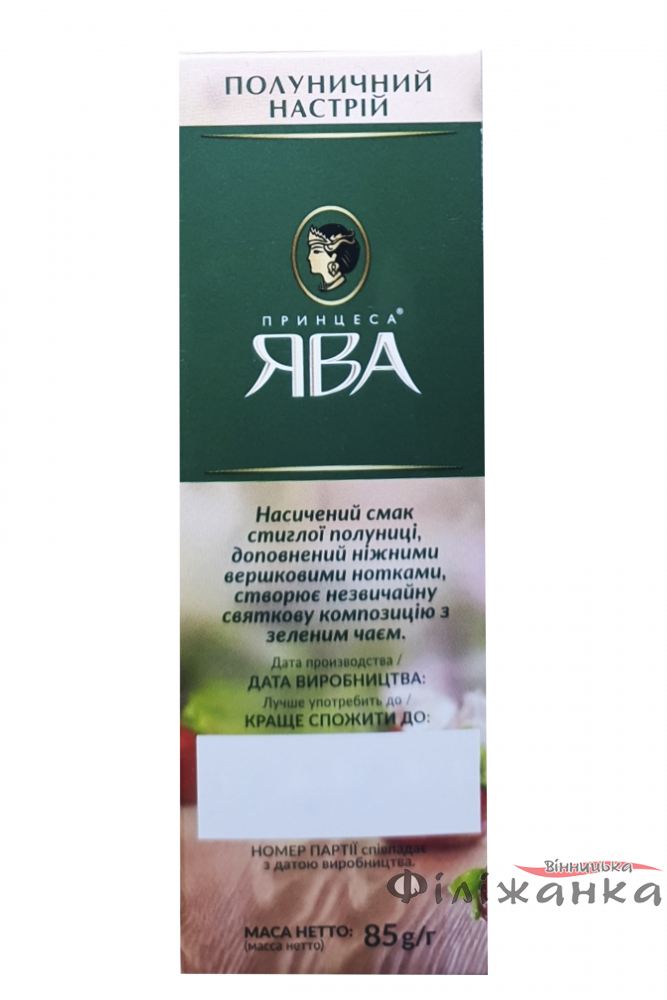 ПОЛУНИЧНИЙ
НАСТРІЙ
ПРИНЦЕСА®
ЯВА
Насичений смак
стиглої полуниці,
доповнений ніжними
вершковими нотками,
створює незвичайну
святкову композицію з
зеленим чаєм.
Дата производства /
ДАТА ВИРОБНИЦТВА:
Лучше употребить до /
КРАЩЕ СПОЖИТИ ДО:
НОМЕР ПАРТІЇ співпадає
з датою виробництва.
Вінницька
Філіжанка
МАСА НЕТТО: 85 g/г
(масса нетто)